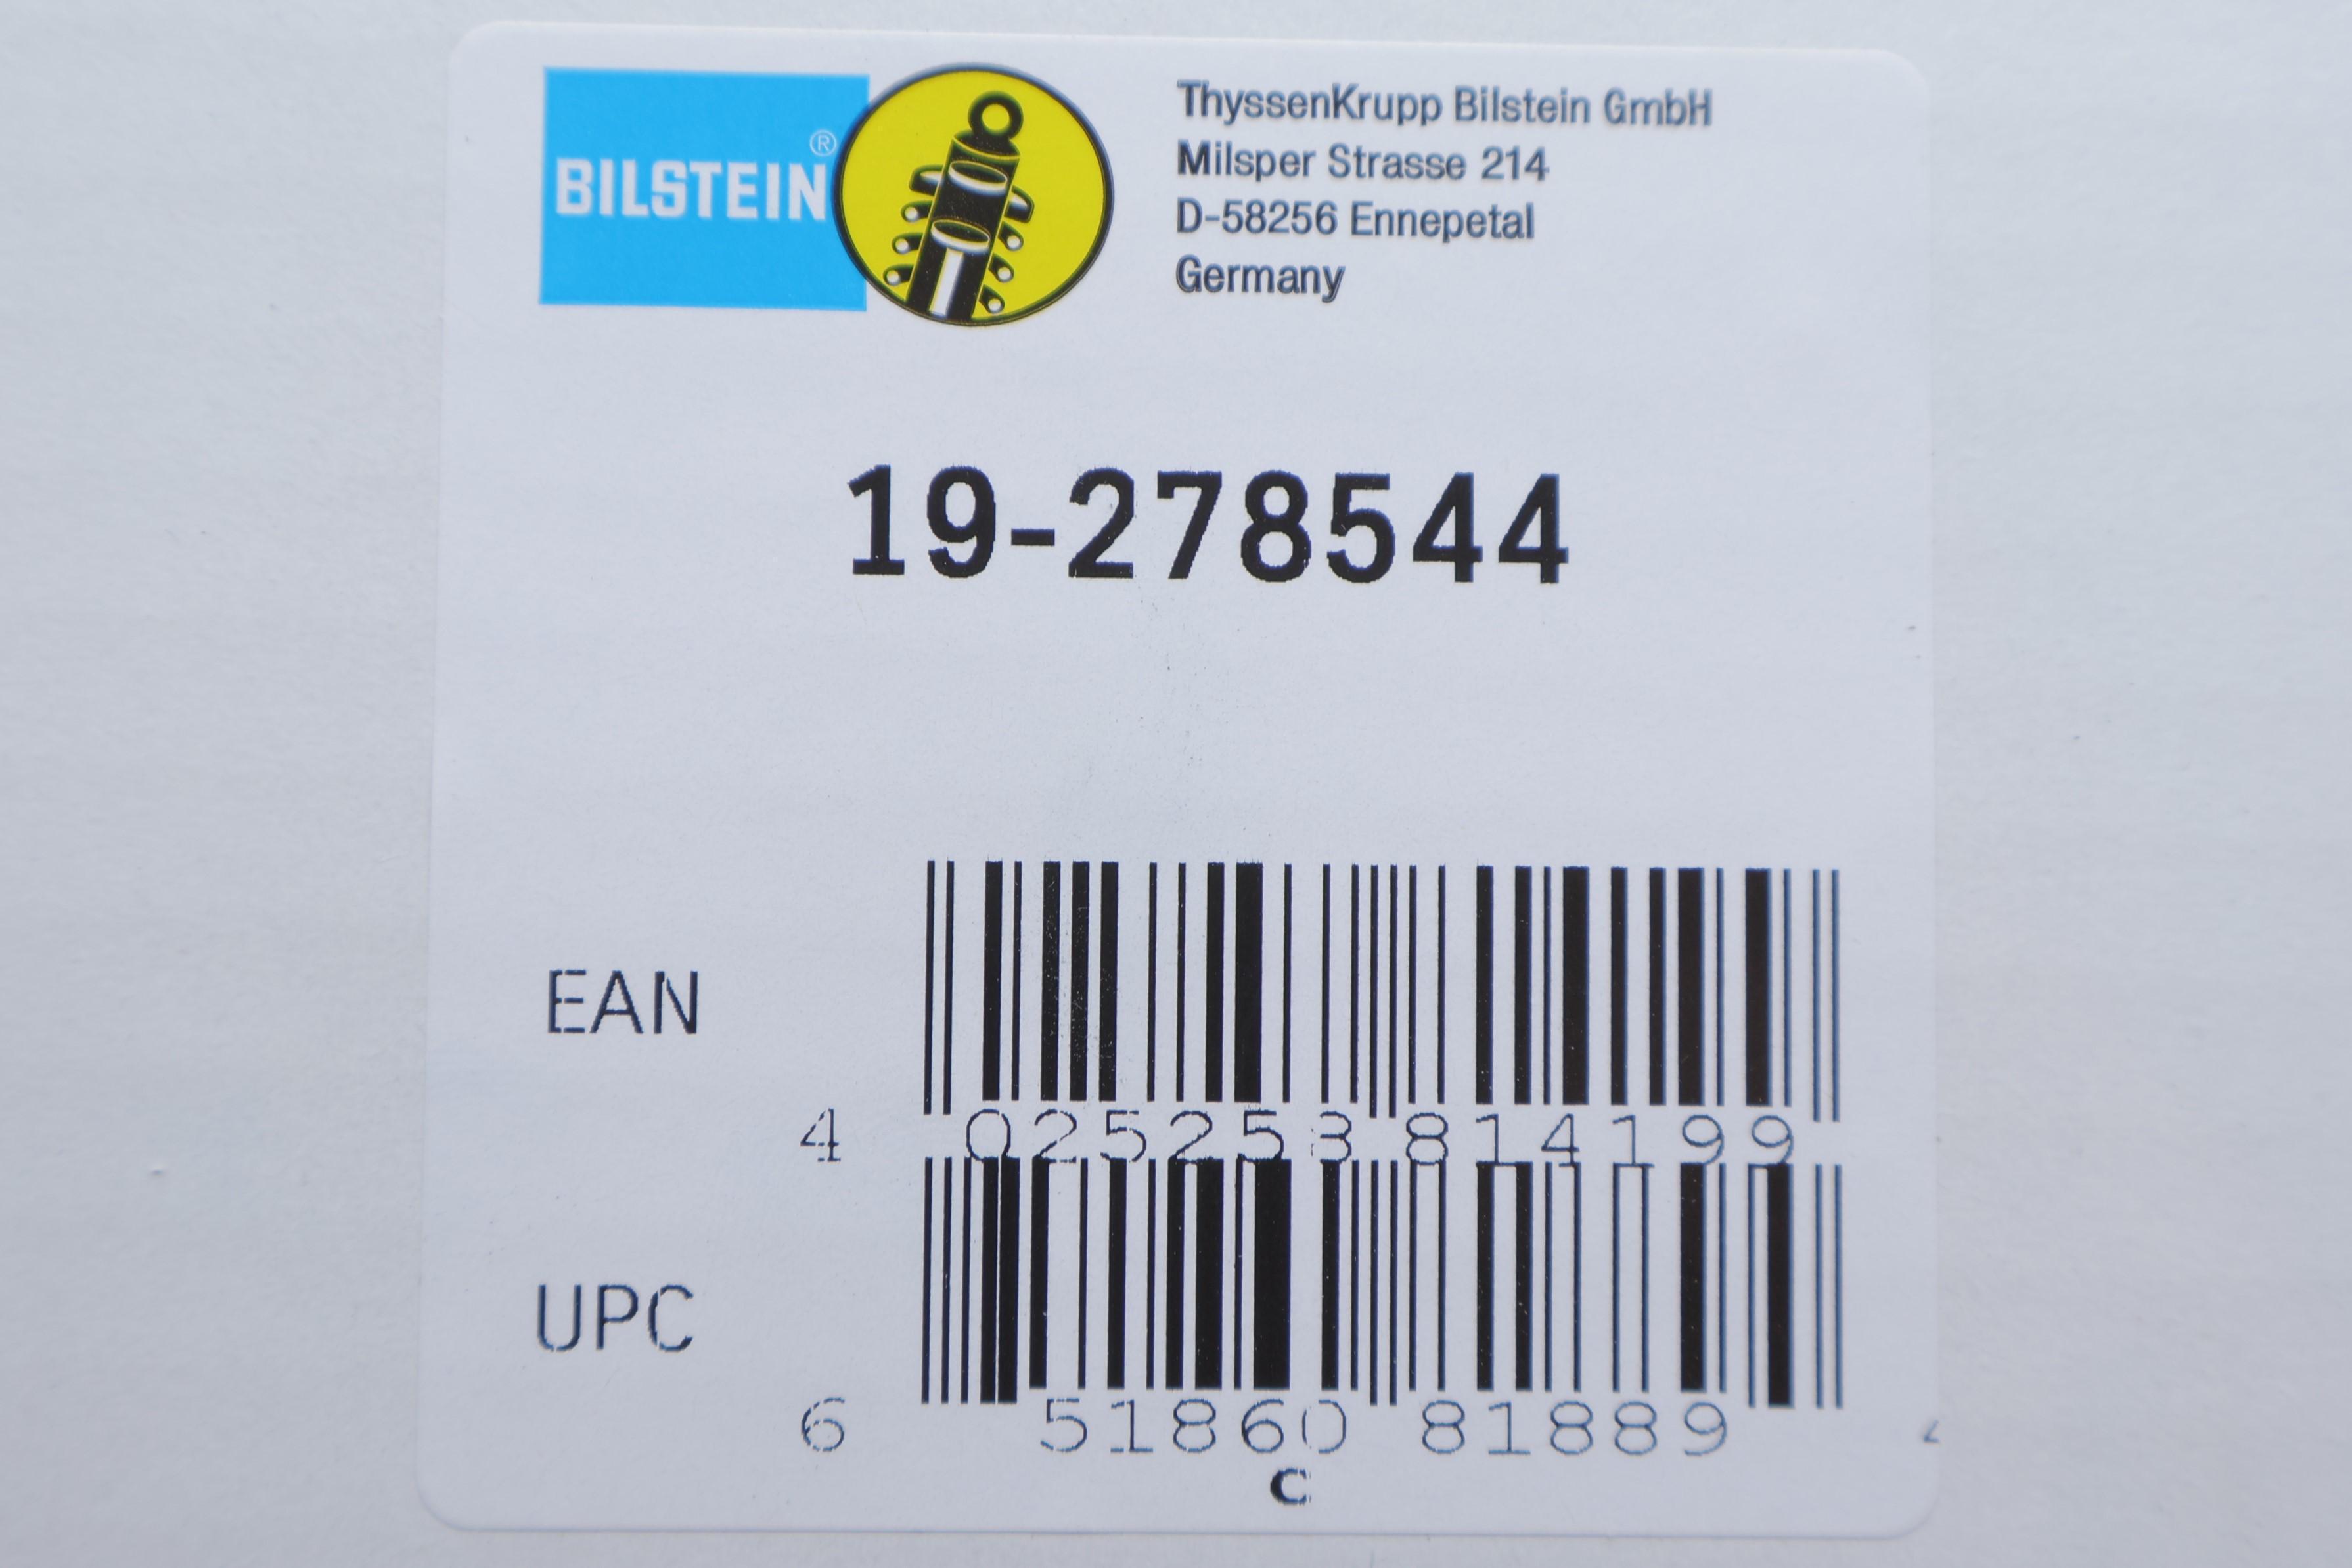 BILSTEIN®
ThyssenKrupp Bilstein GmbH
Milsper Strasse 214
D-58256 Ennepetal
Germany
19-278544
EAN
4 025253 814199
UPC
6 51860 81889
C